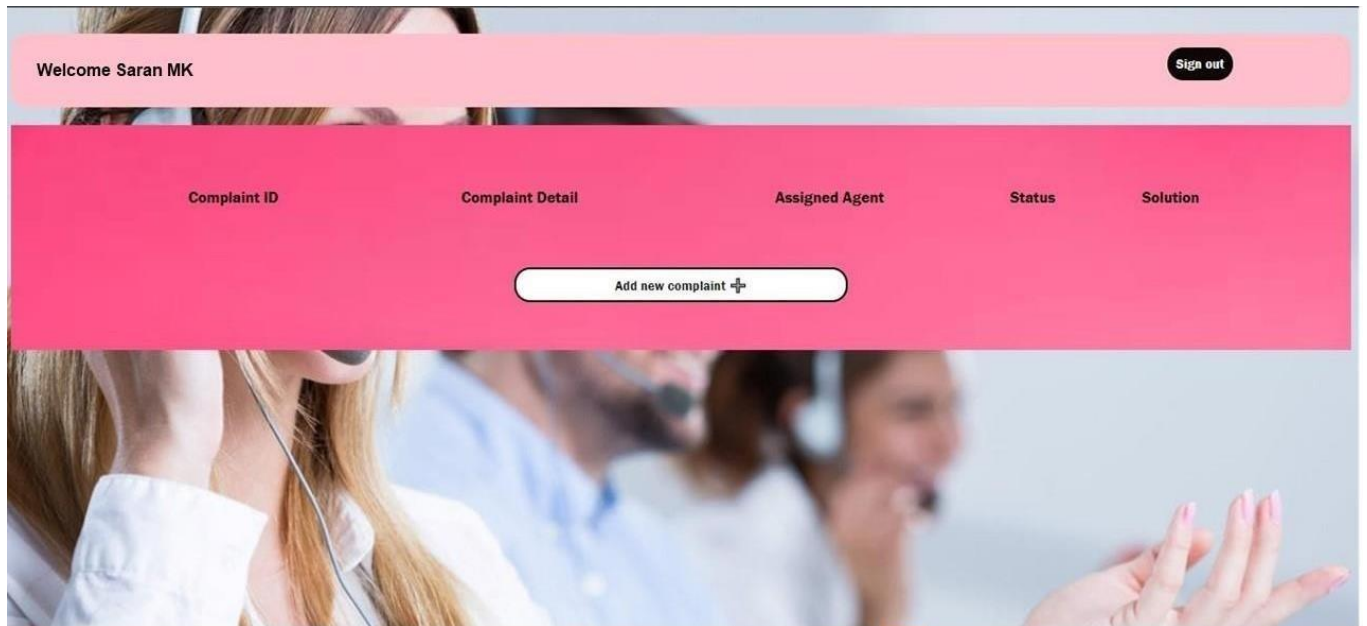 Welcome Saran MK
Sign out
Complaint ID Complaint Detail Assigned Agent Status Solution
Add new complaint